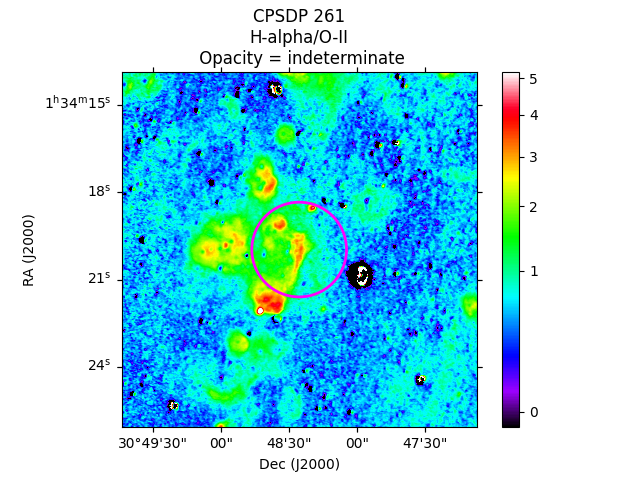 CPSDP 261
H-alpha/O-II
Opacity = indeterminate
1ʰ34ᵐ15ˢ
18ˢ
21ˢ
24ˢ
RA (J2000)
30°49'30"
00"
48'30"
00"
47'30"
Dec (J2000)
5
4
3
2
1
0